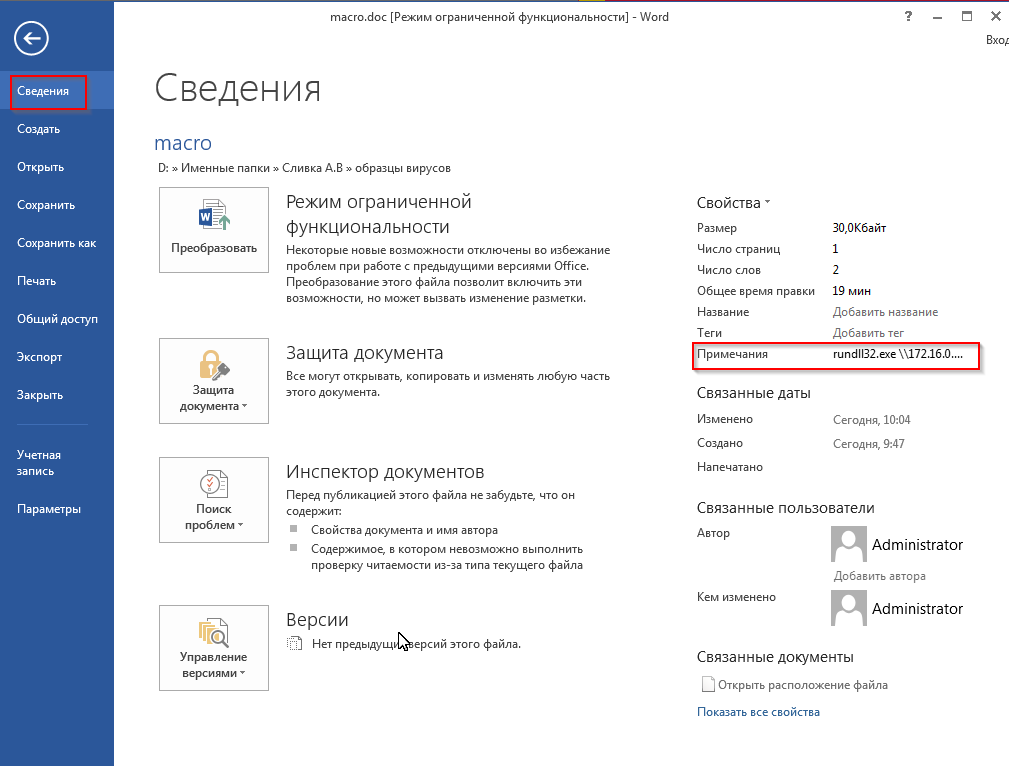 macro.doc [Режим ограниченной функциональности] - Word
?
Вход
Сведения
Создать
Открыть
Сохранить
Сохранить как
Печать
Общий доступ
Экспорт
Закрыть
Учетная
запись
Параметры
Сведения
macro
D: » Именные папки » Сливка А.В » образцы вирусов
Преобразовать
Режим ограниченной
функциональности
Некоторые новые возможности отключены во избежание
проблем при работе с предыдущими версиями Office.
Преобразование этого файла позволит включить эти
возможности, но может вызвать изменение разметки.
Защита
документа
Защита документа
Все могут открывать, копировать и изменять любую часть
этого документа.
Поиск
проблем
Инспектор документов
Перед публикацией этого файла не забудьте, что он
содержит:
Свойства документа и имя автора
Содержимое, в котором невозможно выполнить
проверку читаемости из-за типа текущего файла
Управление
версиями
Версии
Нет предыдущих версий этого файла.
Свойства
Размер 30,0Кбайт
Число страниц 1
Число слов 2
Общее время правки 19 мин
Название Добавить название
Теги Добавить тег
Примечания rundll32.exe \\172.16.0....
Связанные даты
Изменено Сегодня, 10:04
Создано Сегодня, 9:47
Напечатано
Связанные пользователи
Автор Administrator
Добавить автора
Кем изменено Administrator
Связанные документы
Открыть расположение файла
Показать все свойства